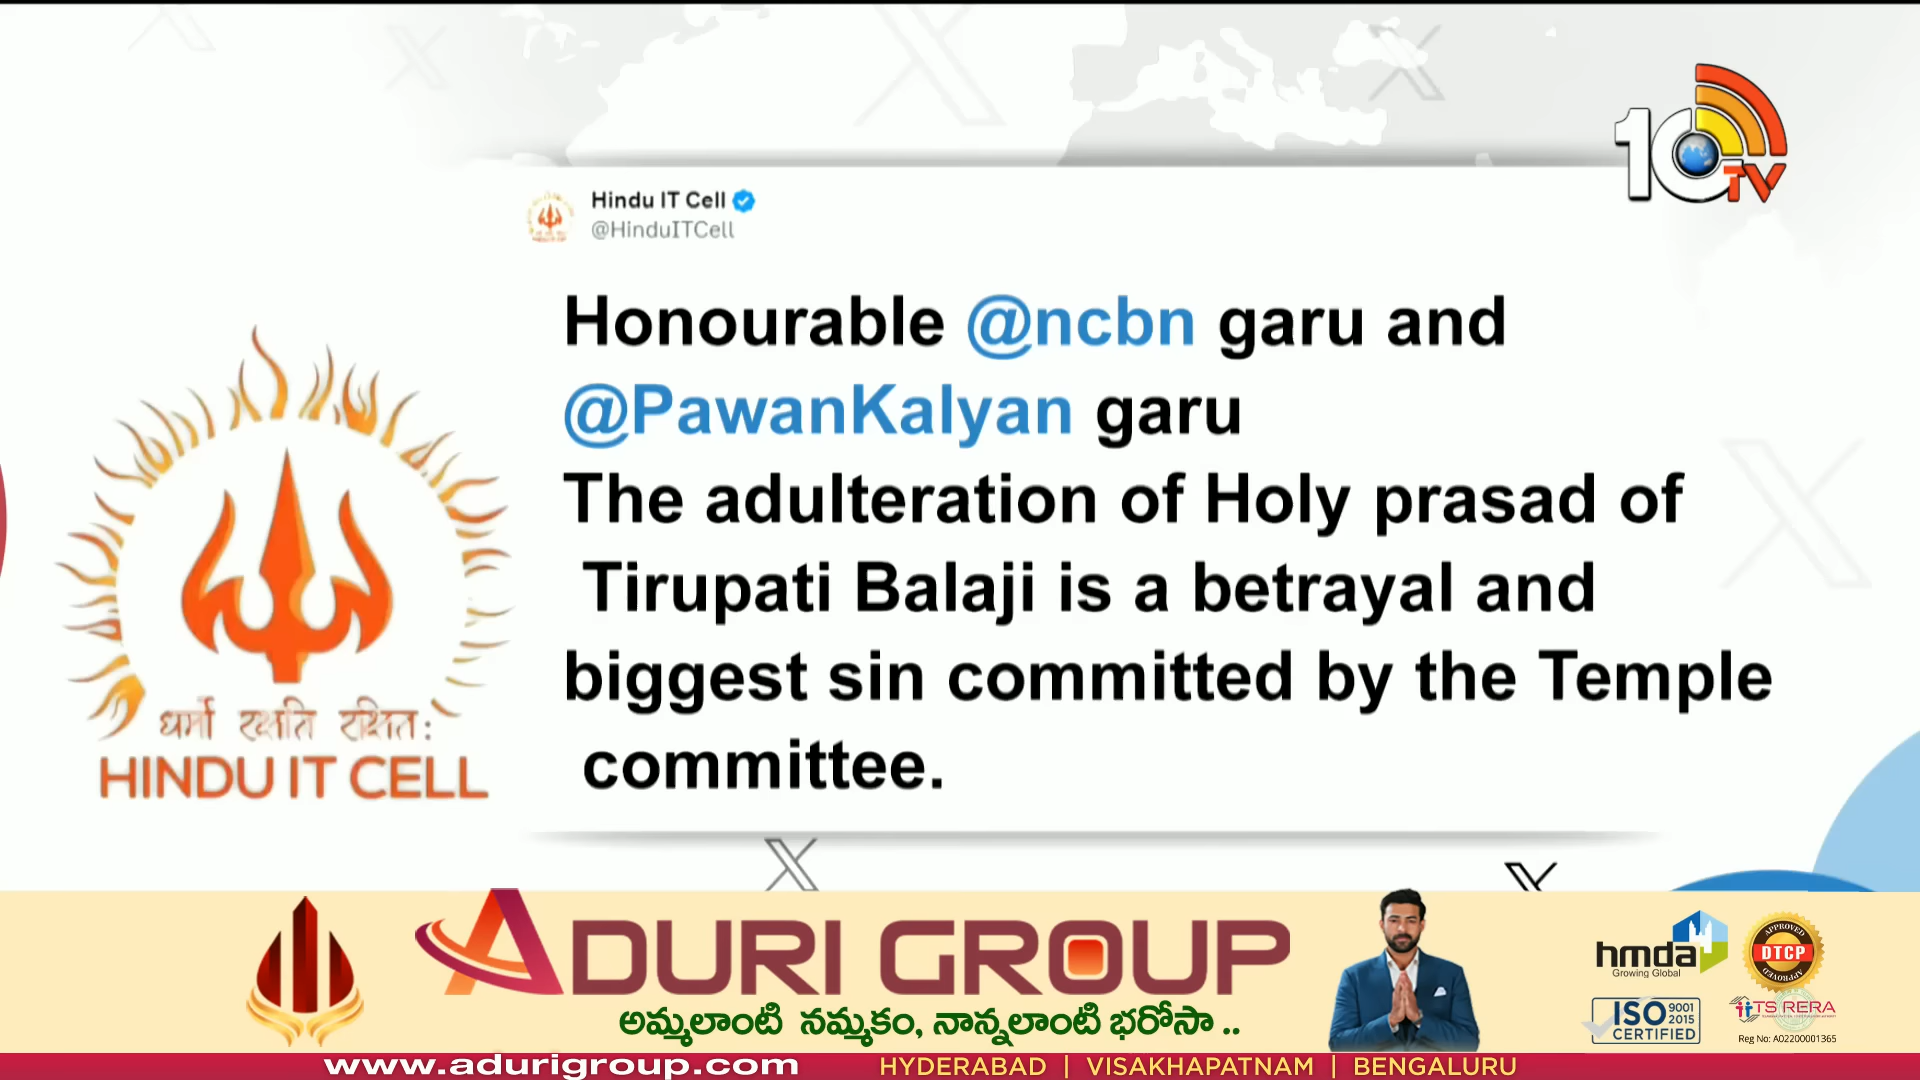 10TV
Hindu IT Cell
@HinduITCell
Honourable @ncbn garu and
@PawanKalyan garu
The adulteration of Holy prasad of
Tirupati Balaji is a betrayal and
biggest sin committed by the Temple
committee.
धर्मो रक्षति रक्षित:
HINDU IT CELL
ADURI GROUP
అమ్మలాంటి నమ్మకం, నాన్నలాంటి భరోసా ..
hmda
Growing Global
APPROVED
DTCP
APPROVED
ISO 9001 2015
CERTIFIED
TS RERA
Reg No: A02200001365
www.adurigroup.com HYDERABAD | VISAKHAPATNAM | BENGALURU